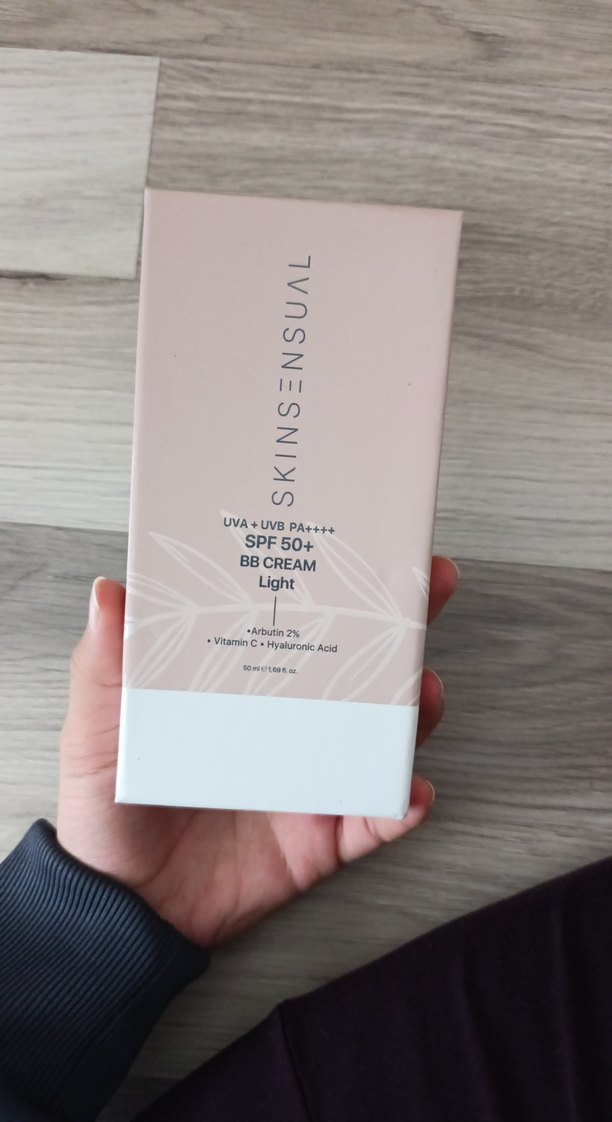 SKINSENSUAL
UVA + UVB PA++++
SPF 50+
BB CREAM
Light
•Arbutin 2%
• Vitamin C • Hyaluronic Acid
50 ml ℮ 1,69 fl. oz.